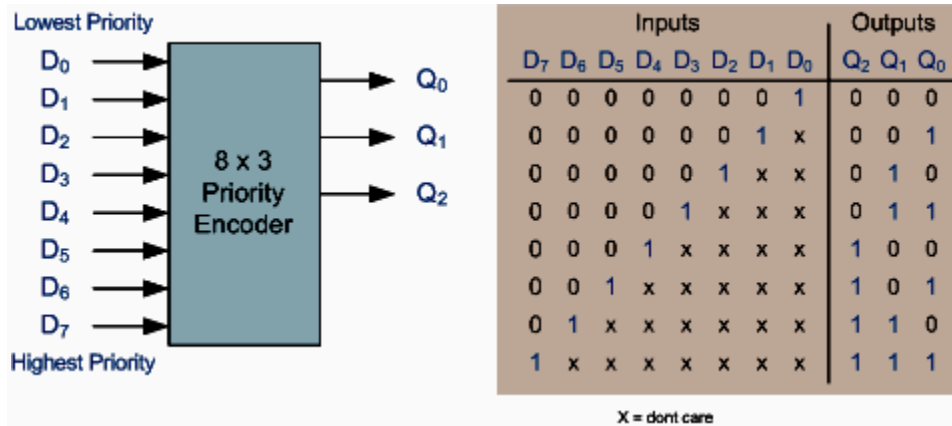 Lowest Priority
D0
D1
D2
D3
D4
D5
D6
D7
Highest Priority
8 x 3
Priority
Encoder
Q0
Q1
Q2
Inputs Outputs
D7 D6 D5 D4 D3 D2 D1 D0 Q2 Q1 Q0
0 0 0 0 0 0 0 1 0 0 0
0 0 0 0 0 0 1 x 0 0 1
0 0 0 0 0 1 x x 0 1 0
0 0 0 0 1 x x x 0 1 1
0 0 0 1 x x x x 1 0 0
0 0 1 x x x x x 1 0 1
0 1 x x x x x x 1 1 0
1 x x x x x x x 1 1 1
X = dont care